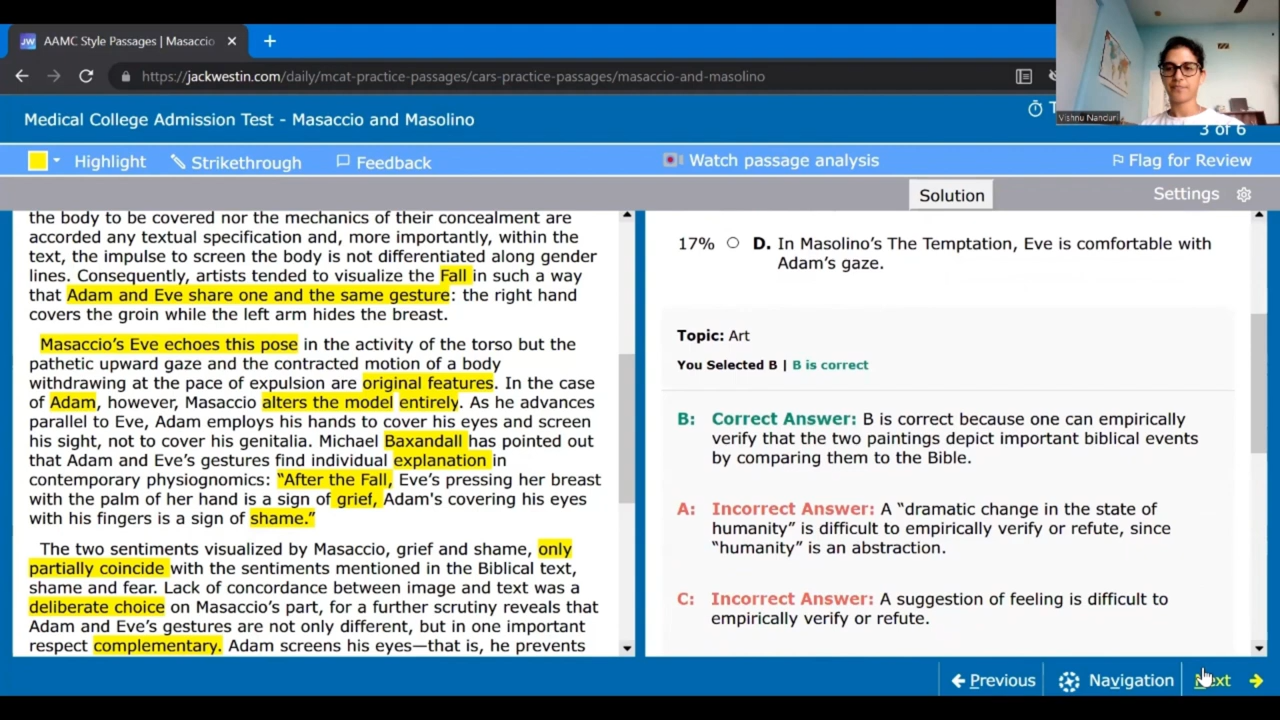 AAMC Style Passages | Masaccio
https://jackwestin.com/daily/mcat-practice-passages/cars-practice-passages/masaccio-and-masolino
Vishnu Nanduri
Medical College Admission Test - Masaccio and Masolino
3 of 6
Highlight
Strikethrough
Feedback
Watch passage analysis
Flag for Review
Solution
Settings
the body to be covered nor the mechanics of their concealment are
accorded any textual specification and, more importantly, within the
text, the impulse to screen the body is not differentiated along gender
lines. Consequently, artists tended to visualize the Fall in such a way
that Adam and Eve share one and the same gesture: the right hand
covers the groin while the left arm hides the breast.
Masaccio's Eve echoes this pose in the activity of the torso but the
pathetic upward gaze and the contracted motion of a body
withdrawing at the pace of expulsion are original features. In the case
of Adam, however, Masaccio alters the model entirely. As he advances
parallel to Eve, Adam employs his hands to cover his eyes and screen
his sight, not to cover his genitalia. Michael Baxandall has pointed out
that Adam and Eve's gestures find individual explanation in
contemporary physiognomics: “After the Fall, Eve's pressing her breast
with the palm of her hand is a sign of grief, Adam's covering his eyes
with his fingers is a sign of shame.”
The two sentiments visualized by Masaccio, grief and shame, only
partially coincide with the sentiments mentioned in the Biblical text,
shame and fear. Lack of concordance between image and text was a
deliberate choice on Masaccio's part, for a further scrutiny reveals that
Adam and Eve's gestures are not only different, but in one important
respect complementary. Adam screens his eyes—that is, he prevents
17% D. In Masolino's The Temptation, Eve is comfortable with
Adam's gaze.
Topic: Art
You Selected B | B is correct
B: Correct Answer: B is correct because one can empirically
verify that the two paintings depict important biblical events
by comparing them to the Bible.
A: Incorrect Answer: A “dramatic change in the state of
humanity” is difficult to empirically verify or refute, since
“humanity” is an abstraction.
C: Incorrect Answer: A suggestion of feeling is difficult to
empirically verify or refute.
Previous
Navigation
Next